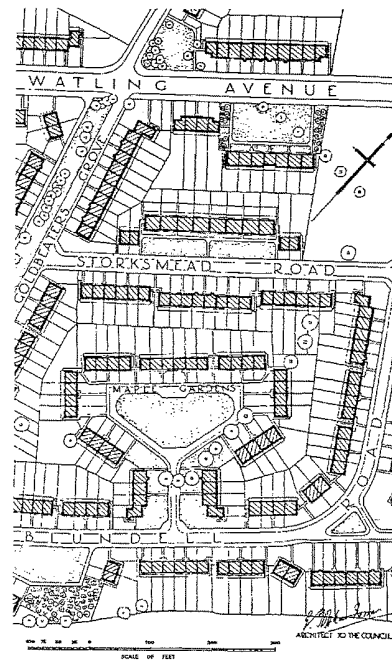 WATLING AVENUE
GOLDBEATERS GROVE
STORKSMEAD ROAD
MAPLE GARDENS
BLUNDELL ROAD
ARCHITECT TO THE COUNCIL
SCALE OF FEET